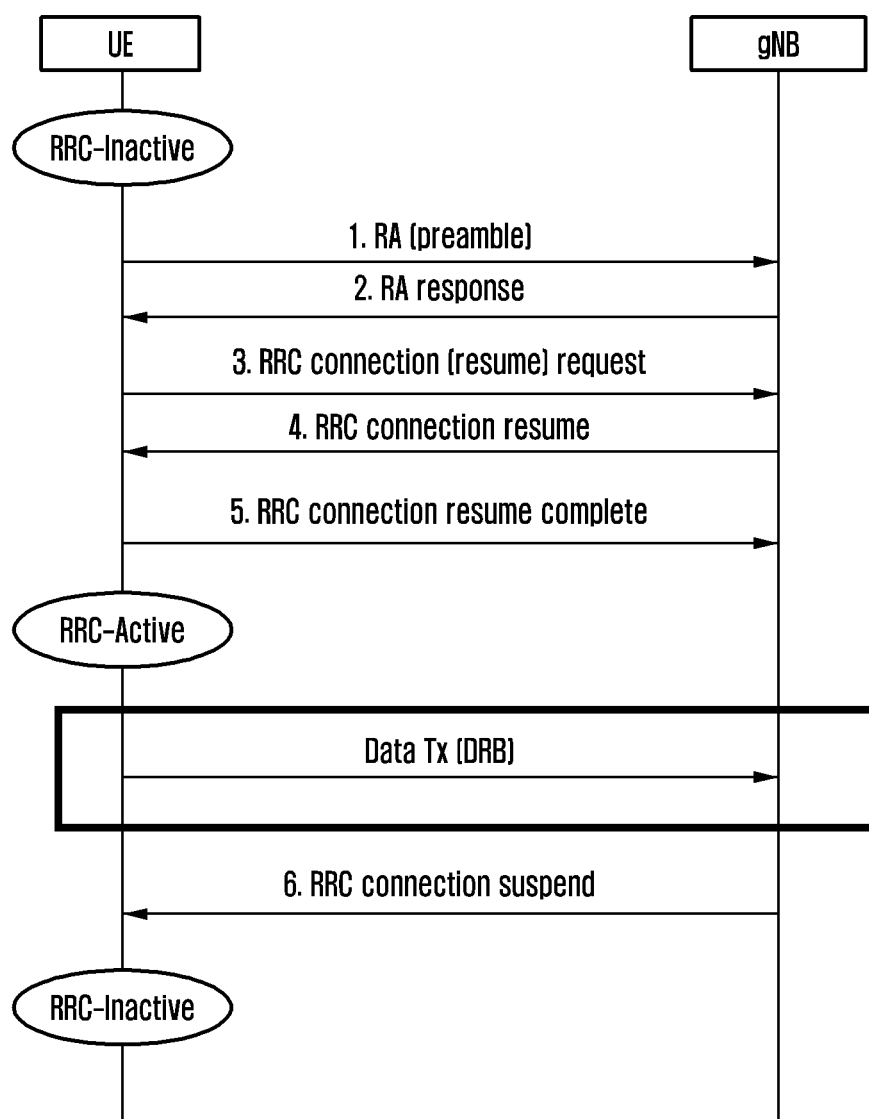 UE
gNB
RRC-Inactive
1. RA (preamble)
2. RA response
3. RRC connection (resume) request
4. RRC connection resume
5. RRC connection resume complete
RRC-Active
Data Tx (DRB)
6. RRC connection suspend
RRC-Inactive